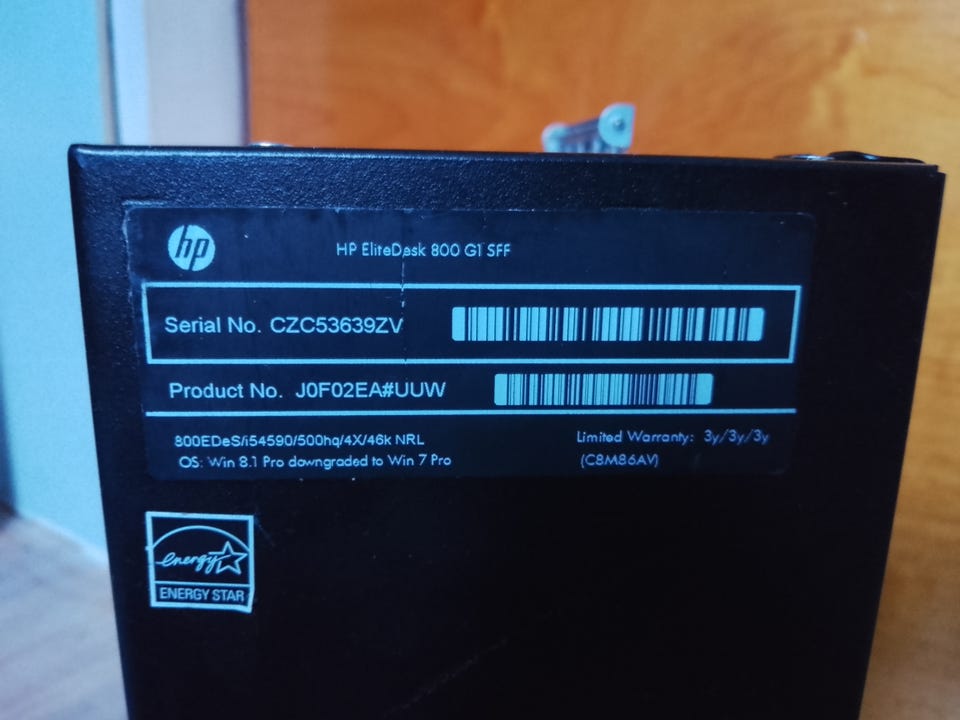 hp
HP EliteDesk 800 G1 SFF
Serial No. CZC53639ZV
Product No. J0F02EA#UUW
800EDeS/i54590/500hq/4X/46k NRL
Limited Warranty: 3y/3y/3y
OS: Win 8.1 Pro downgraded to Win 7 Pro
(C8M86AV)
energy
ENERGY STAR